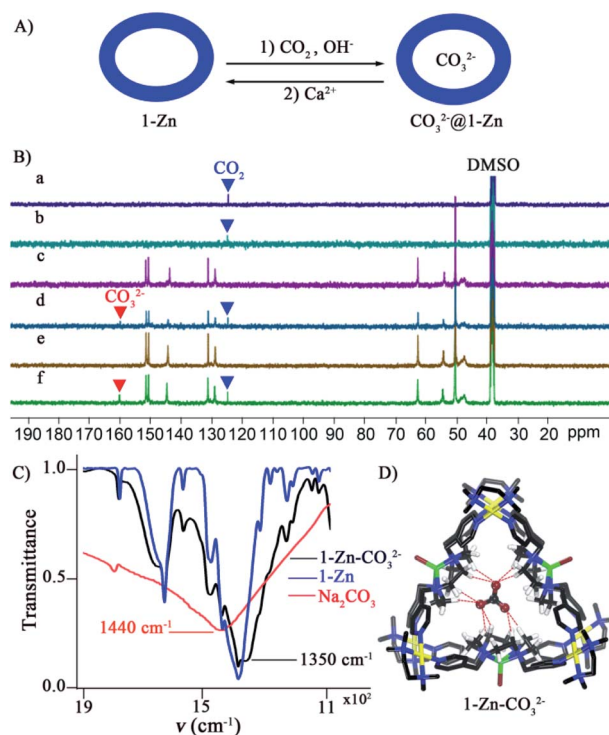 A)
1) CO₂ , OH⁻
CO₃²⁻
2) Ca²⁺
1-Zn
CO₃²⁻@1-Zn
B)
DMSO
a
CO₂
b
c
CO₃²⁻
d
e
f
190 180 170 160 150 140 130 120 110 100 90 80 70 60 50 40 30 20 ppm
C)
D)
1.0
Transmittance
1-Zn-CO₃²⁻
1-Zn
Na₂CO₃
0.5
1440 cm⁻¹
1350 cm⁻¹
0.0
19 15 11 x10²
ν (cm⁻¹)
1-Zn-CO₃²⁻